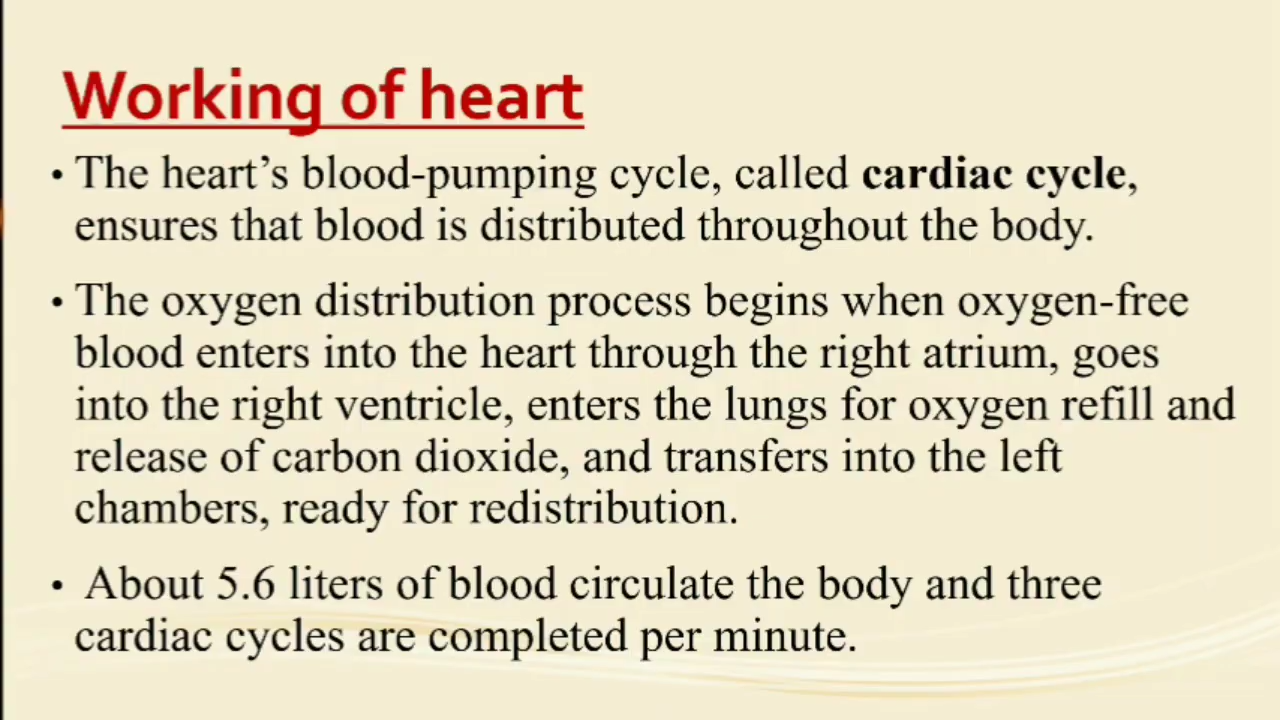 Working of heart
• The heart’s blood-pumping cycle, called cardiac cycle,
ensures that blood is distributed throughout the body.
• The oxygen distribution process begins when oxygen-free
blood enters into the heart through the right atrium, goes
into the right ventricle, enters the lungs for oxygen refill and
release of carbon dioxide, and transfers into the left
chambers, ready for redistribution.
• About 5.6 liters of blood circulate the body and three
cardiac cycles are completed per minute.